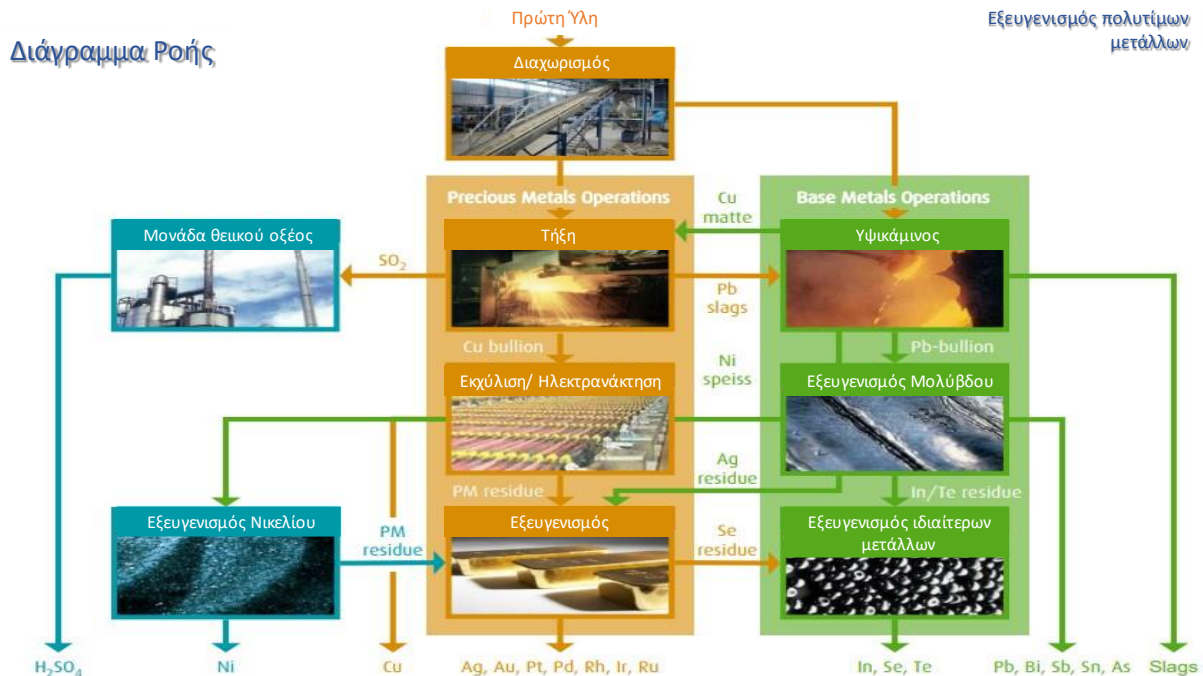 Πρώτη Ύλη
Εξευγενισμός πολυτίμων
μετάλλων
Διάγραμμα Ροής
Διαχωρισμός
Precious Metals Operations
Cu
matte
Base Metals Operations
Μονάδα θειικού οξέος
Τήξη
Υψικάμινος
SO₂
Pb
slags
Cu bullion
Pb-bullion
Ni
speiss
Εκχύλιση/ Ηλεκτρανάκτηση
Εξευγενισμός Μολύβδου
Ag
residue
PM residue
In/Te residue
Εξευγενισμός Νικελίου
PM
residue
Εξευγενισμός
Se
residue
Εξευγενισμός ιδιαίτερων
μετάλλων
H₂SO₄
Ni
Cu
Ag, Au, Pt, Pd, Rh, Ir, Ru
In, Se, Te
Pb, Bi, Sb, Sn, As
Slags